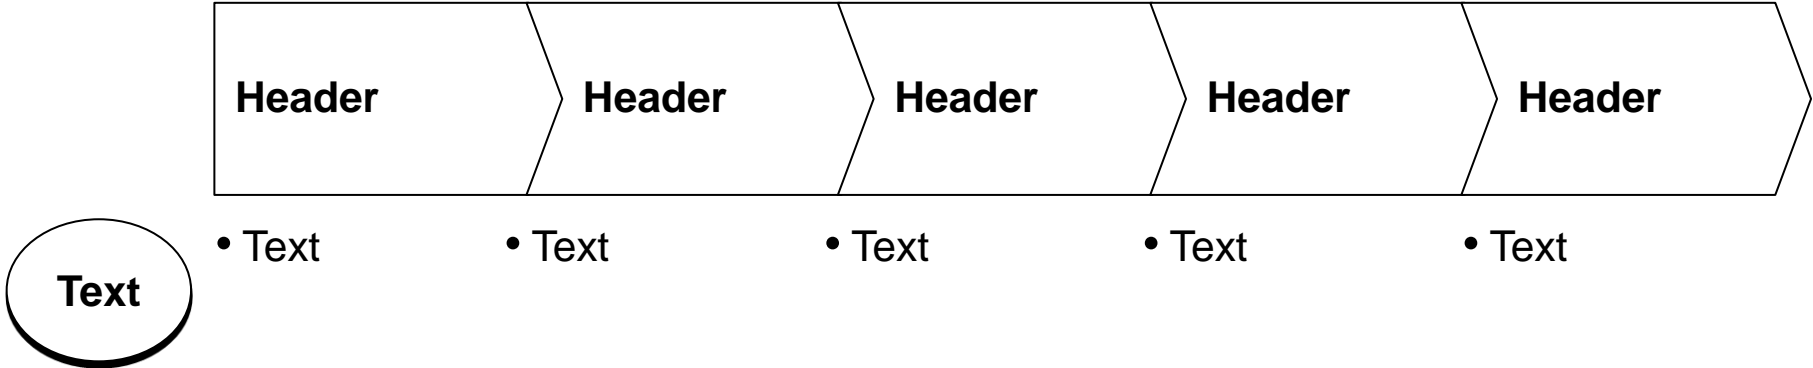 Header Header Header Header Header
• Text • Text • Text • Text • Text
Text